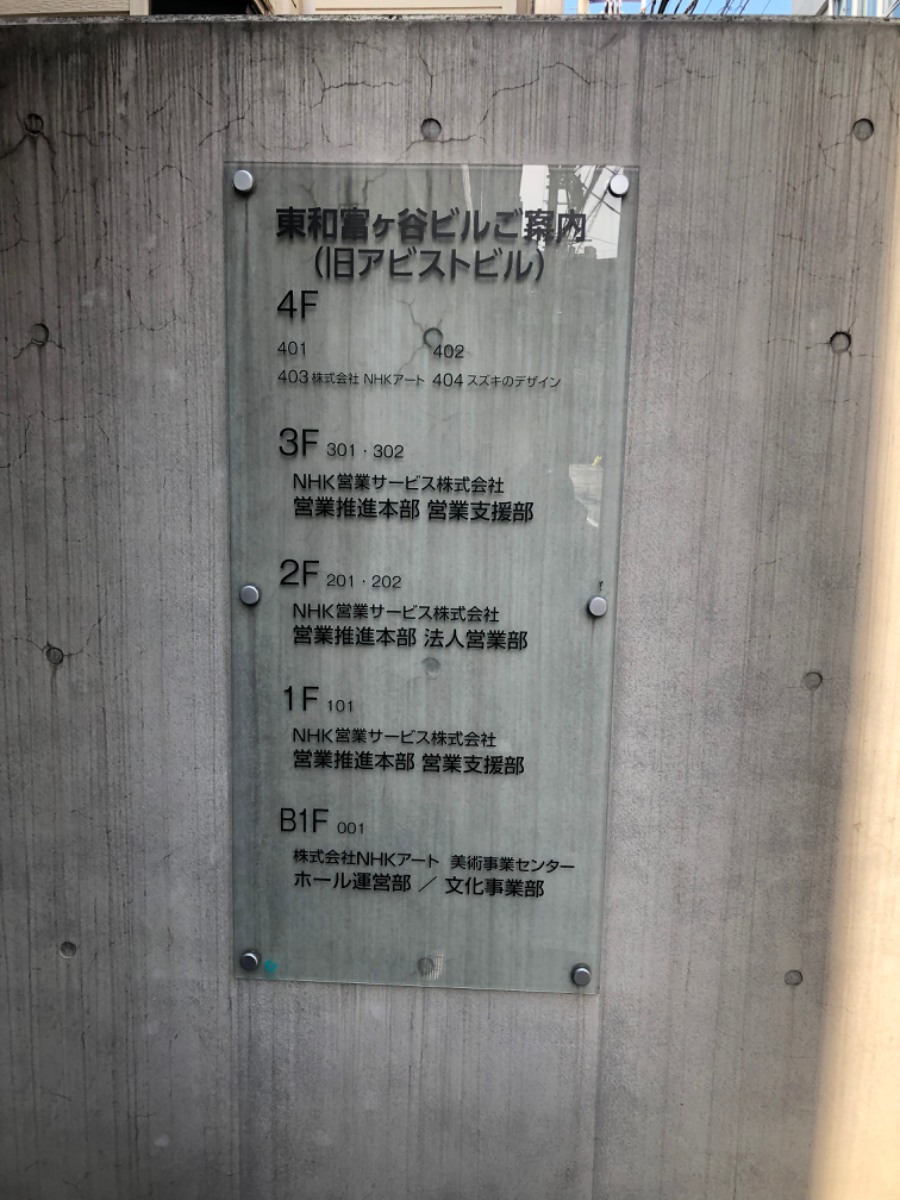 東和富ヶ谷ビルご案内
（旧アビストビル）
4F
401 402
403 株式会社 NHKアート 404 スズキのデザイン
3F 301・302
NHK営業サービス株式会社
営業推進本部 営業支援部
2F 201・202
NHK営業サービス株式会社
営業推進本部 法人営業部
1F 101
NHK営業サービス株式会社
営業推進本部 営業支援部
B1F 001
株式会社NHKアート 美術事業センター
ホール運営部 ／ 文化事業部